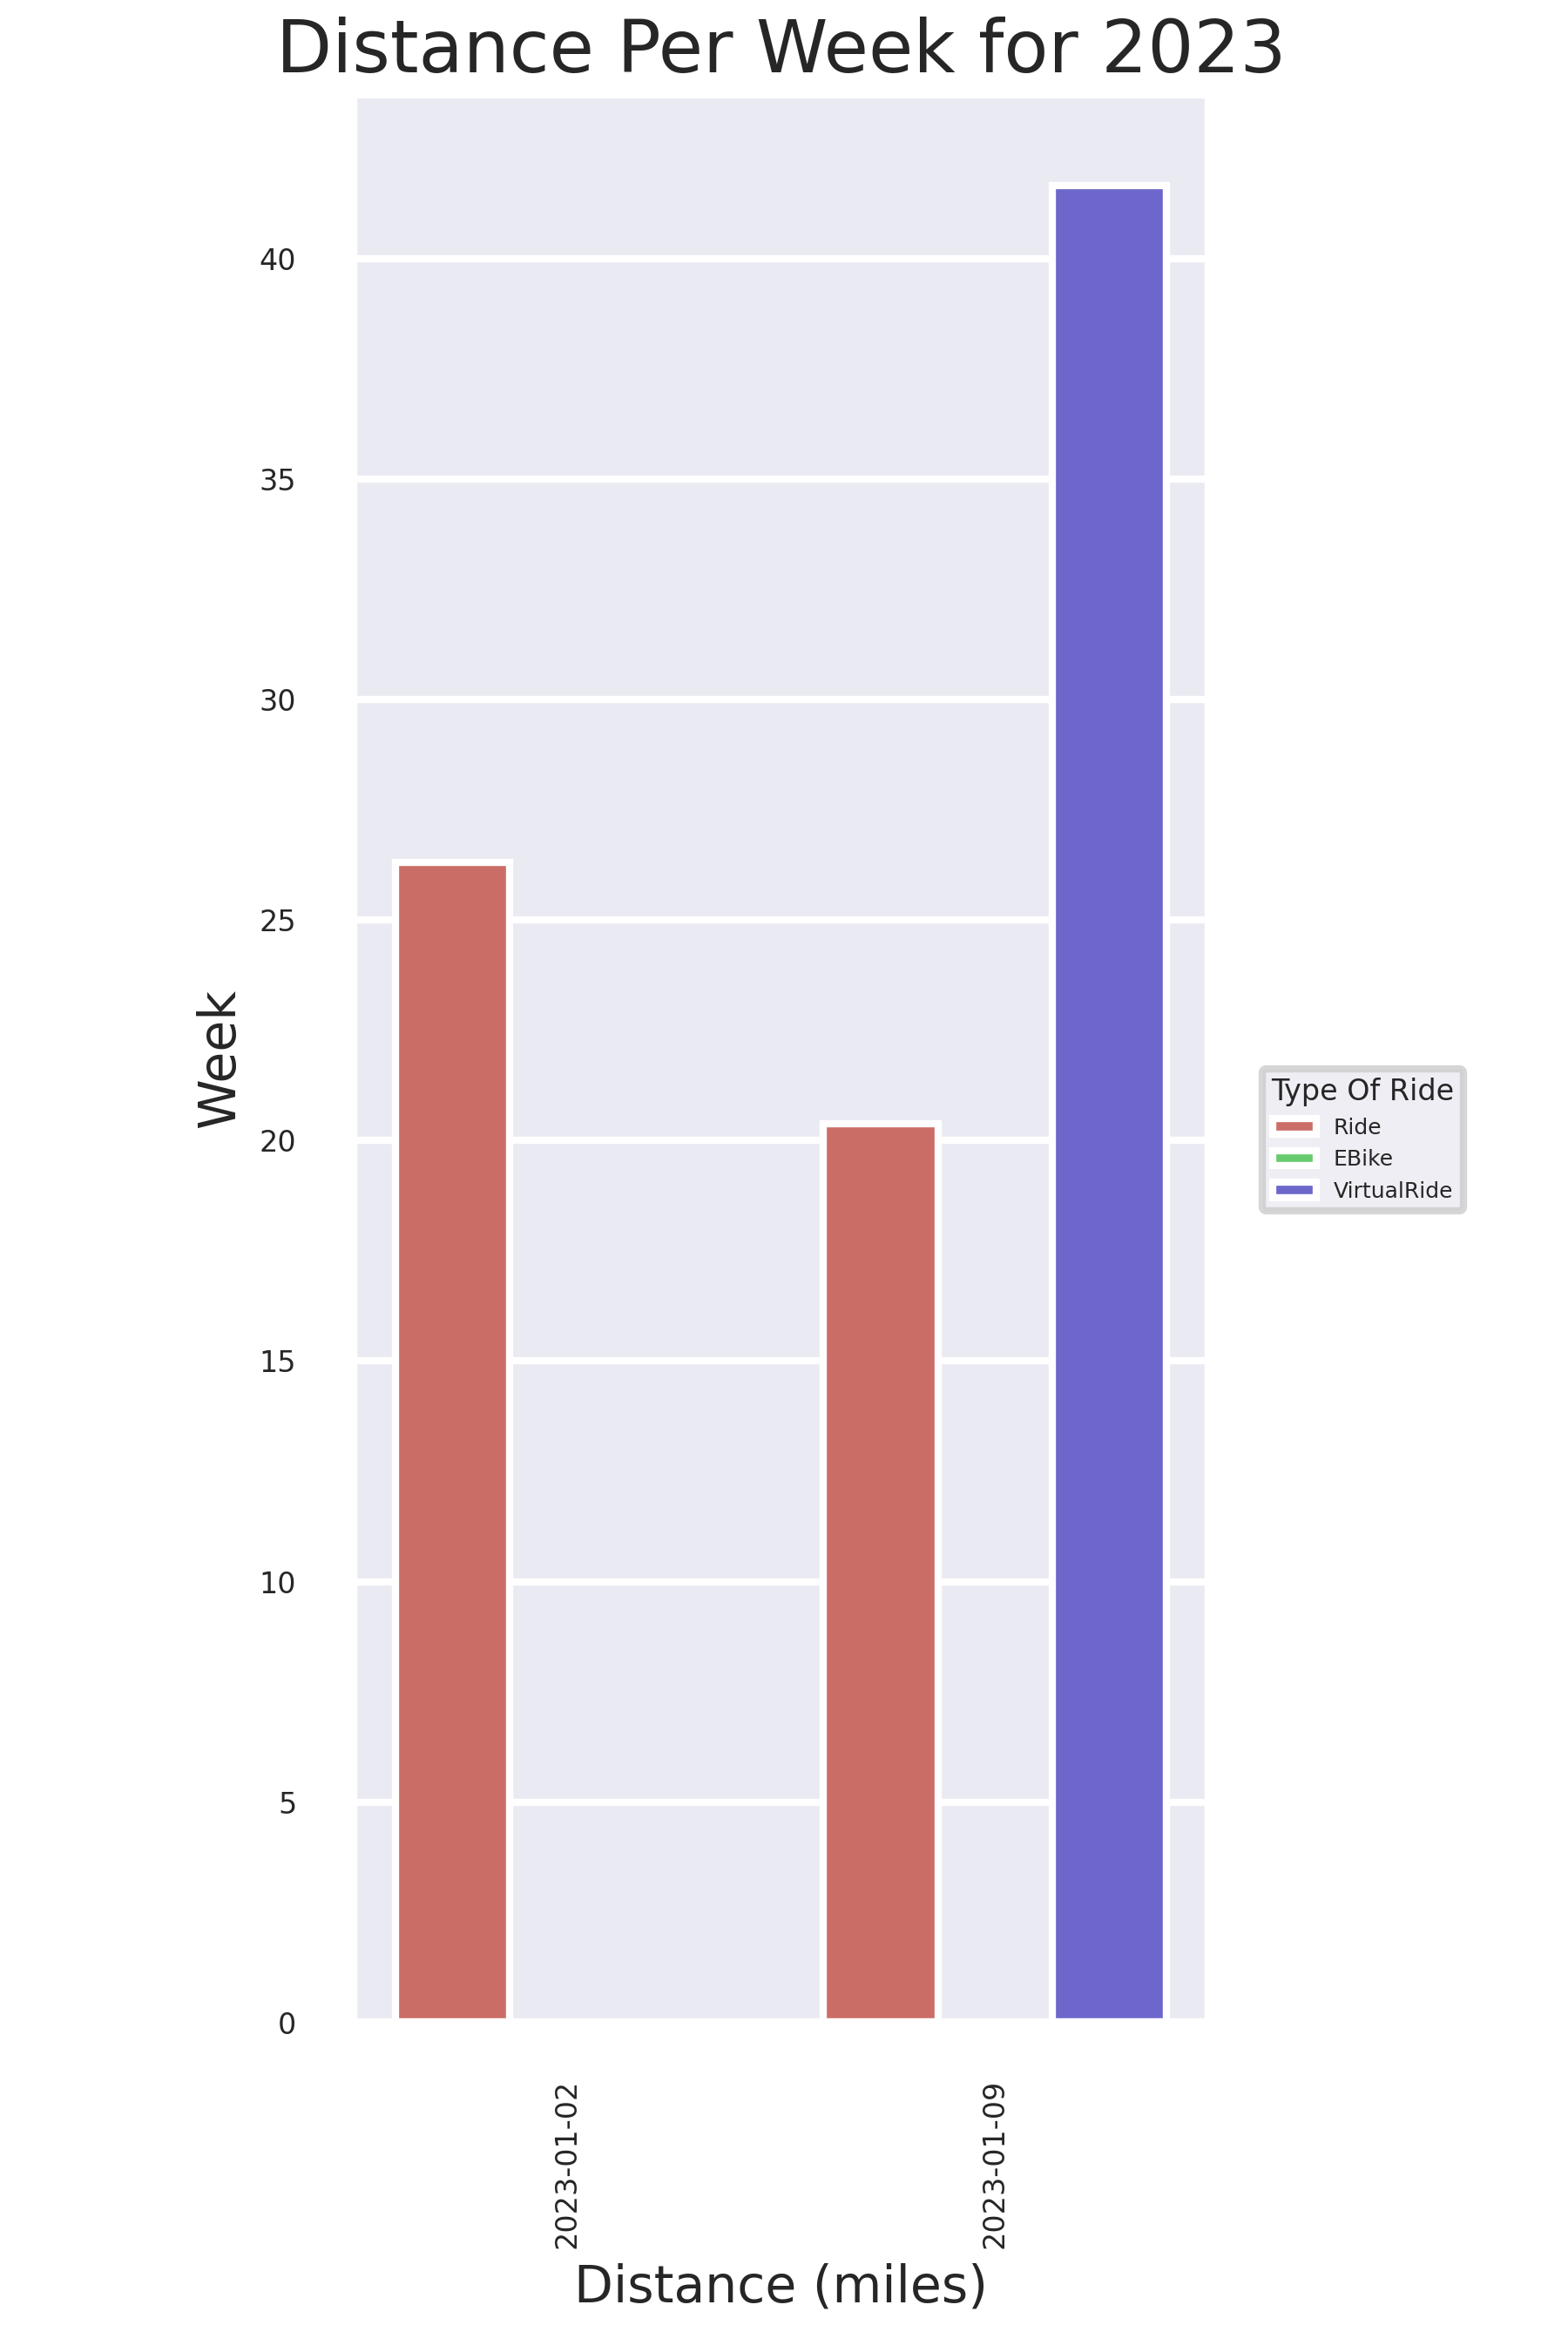 Distance Per Week for 2023
40
35
30
25
20
15
10
5
0
Week
Type Of Ride
Ride
EBike
VirtualRide
2023-01-02
2023-01-09
Distance (miles)